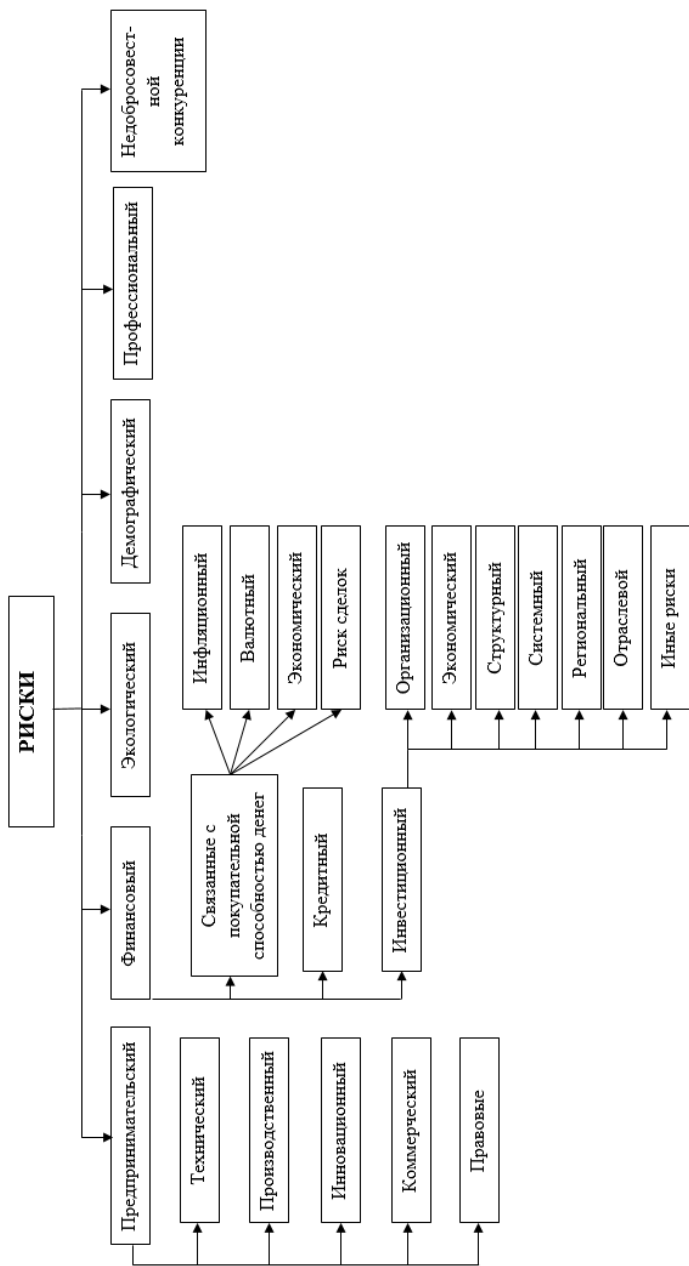 РИСКИ
Предпринимательский
Финансовый
Экологический
Демографический
Профессиональный
Недобросовест-
ной
конкуренции
Технический
Производственный
Инновационный
Коммерческий
Правовые
Связанные с
покупательной
способностью денег
Кредитный
Инвестиционный
Инфляционный
Валютный
Экономический
Риск сделок
Организационный
Экономический
Структурный
Системный
Региональный
Отраслевой
Иные риски